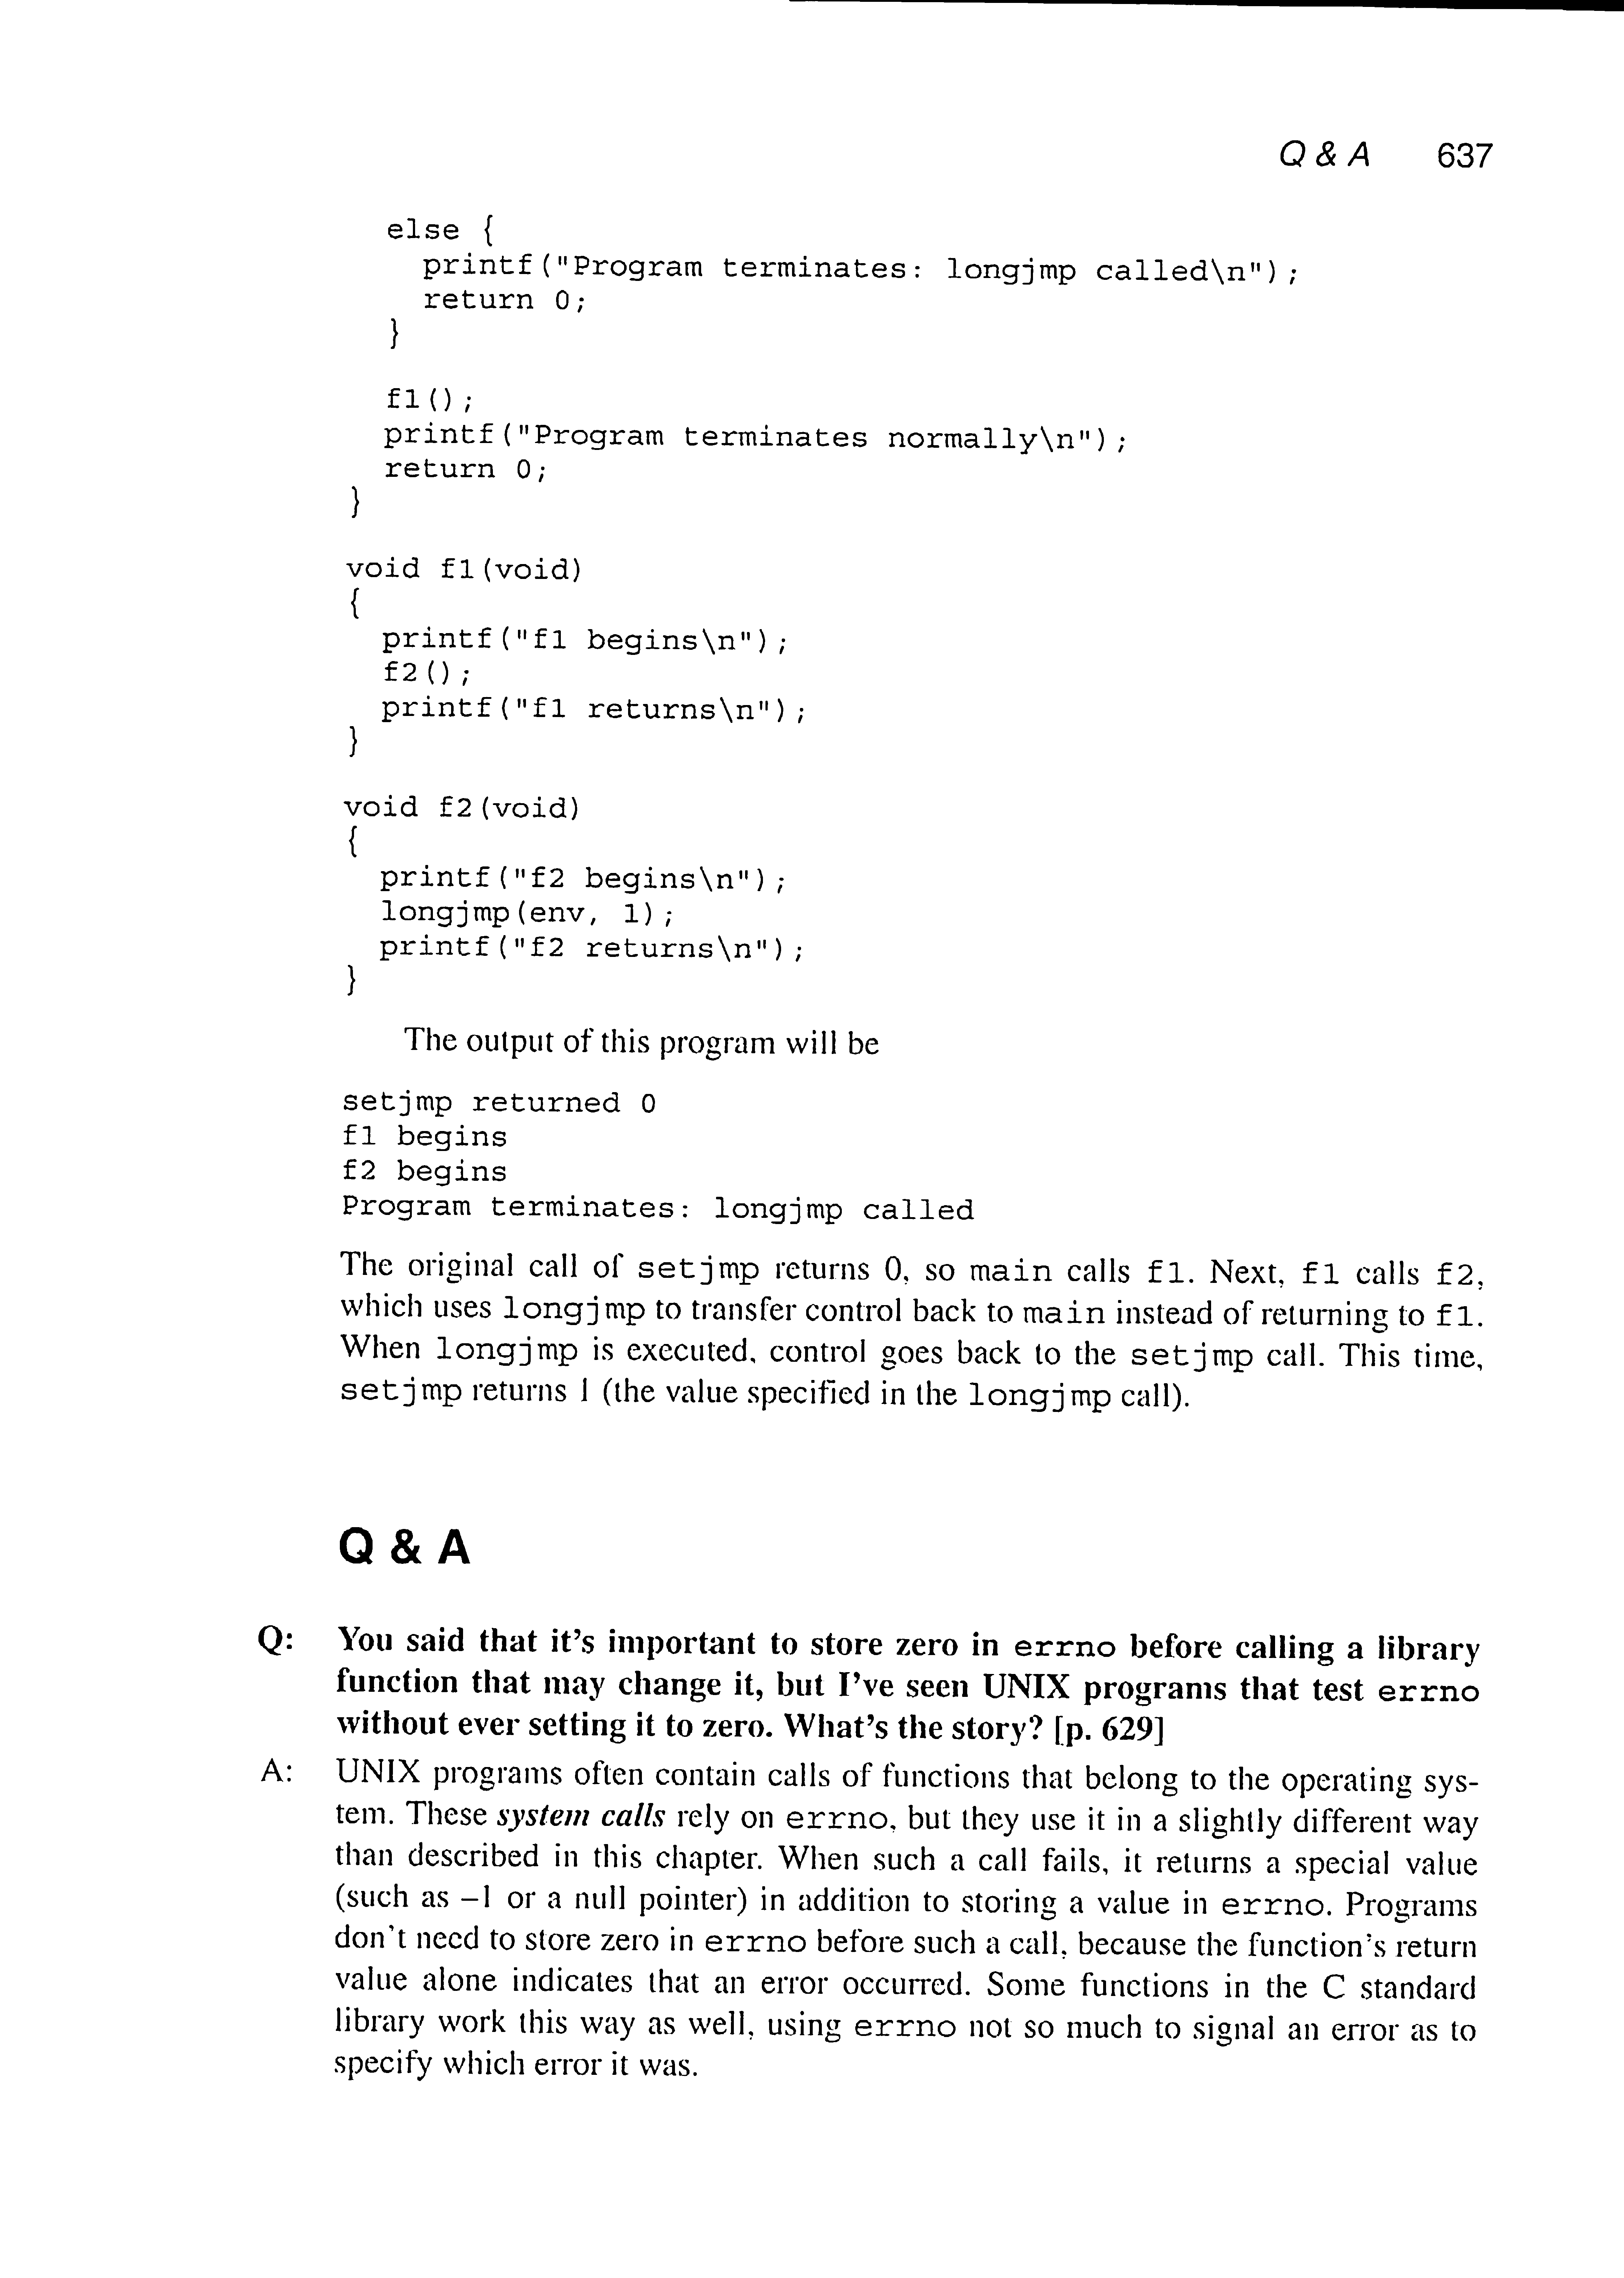 Q & A 637
else {
printf("Program terminates: longjmp called\n");
return 0;
}
f1();
printf("Program terminates normally\n");
return 0;
}
void f1(void)
{
printf("f1 begins\n");
f2();
printf("f1 returns\n");
}
void f2(void)
{
printf("f2 begins\n");
longjmp(env, 1);
printf("f2 returns\n");
}
The output of this program will be
setjmp returned 0
f1 begins
f2 begins
Program terminates: longjmp called
The original call of setjmp returns 0, so main calls f1. Next, f1 calls f2,
which uses longjmp to transfer control back to main instead of returning to f1.
When longjmp is executed, control goes back to the setjmp call. This time,
setjmp returns 1 (the value specified in the longjmp call).
Q & A
Q: You said that it's important to store zero in errno before calling a library
function that may change it, but I've seen UNIX programs that test errno
without ever setting it to zero. What's the story? [p. 629]
A: UNIX programs often contain calls of functions that belong to the operating sys-
tem. These system calls rely on errno, but they use it in a slightly different way
than described in this chapter. When such a call fails, it returns a special value
(such as –1 or a null pointer) in addition to storing a value in errno. Programs
don't need to store zero in errno before such a call, because the function's return
value alone indicates that an error occurred. Some functions in the C standard
library work this way as well, using errno not so much to signal an error as to
specify which error it was.